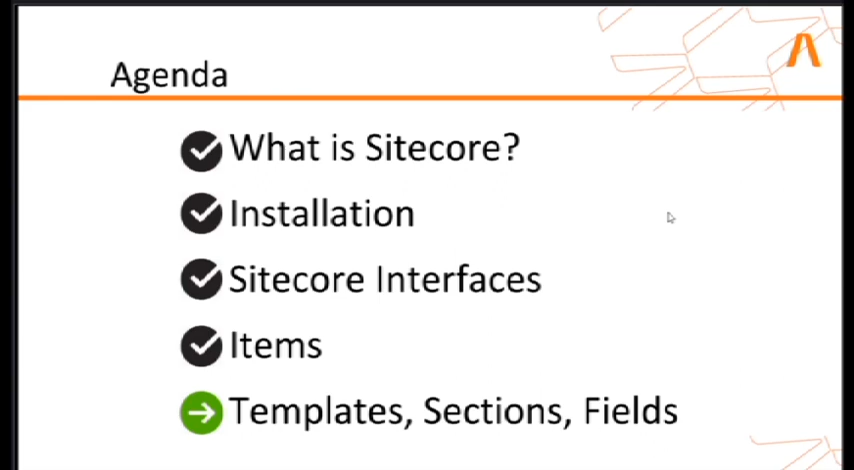 Agenda
What is Sitecore?
Installation
Sitecore Interfaces
Items
Templates, Sections, Fields